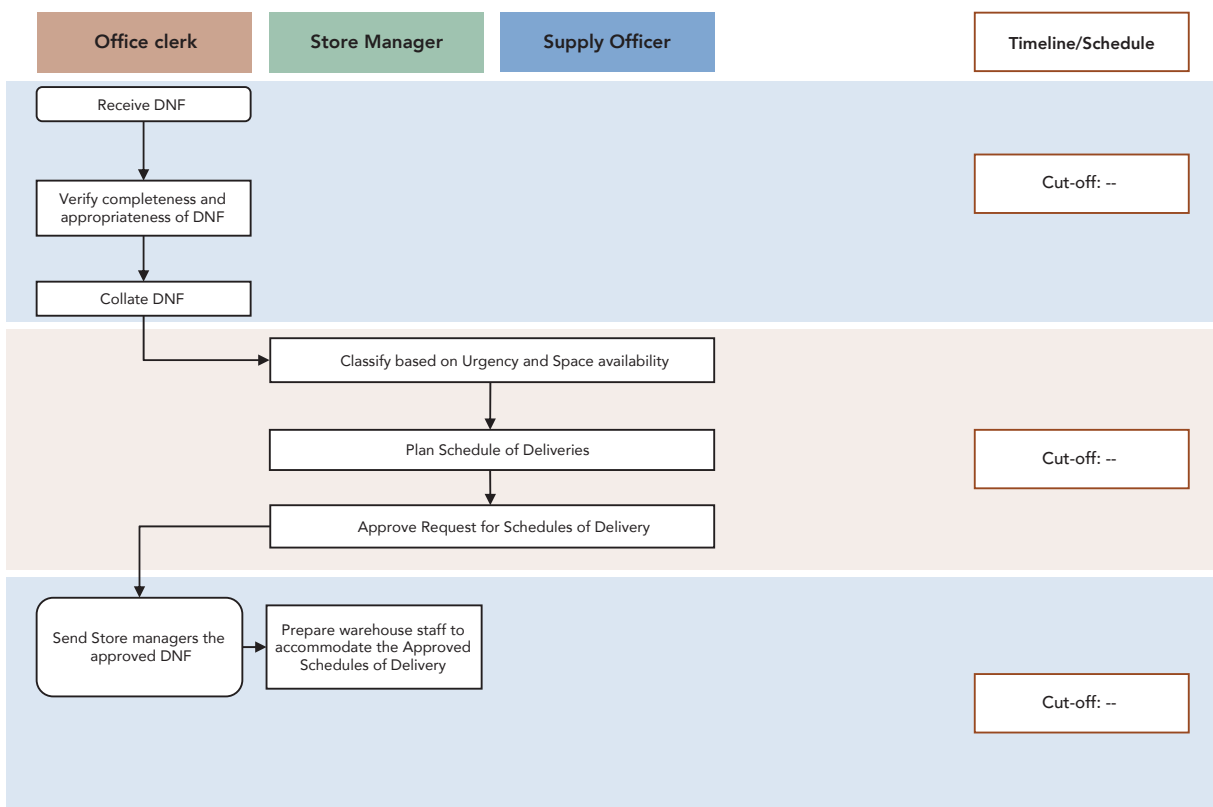 Office clerk
Store Manager
Supply Officer
Timeline/Schedule
Receive DNF
Verify completeness and
appropriateness of DNF
Collate DNF
Cut-off: --
Classify based on Urgency and Space availability
Plan Schedule of Deliveries
Approve Request for Schedules of Delivery
Cut-off: --
Send Store managers the
approved DNF
Prepare warehouse staff to
accommodate the Approved
Schedules of Delivery
Cut-off: --